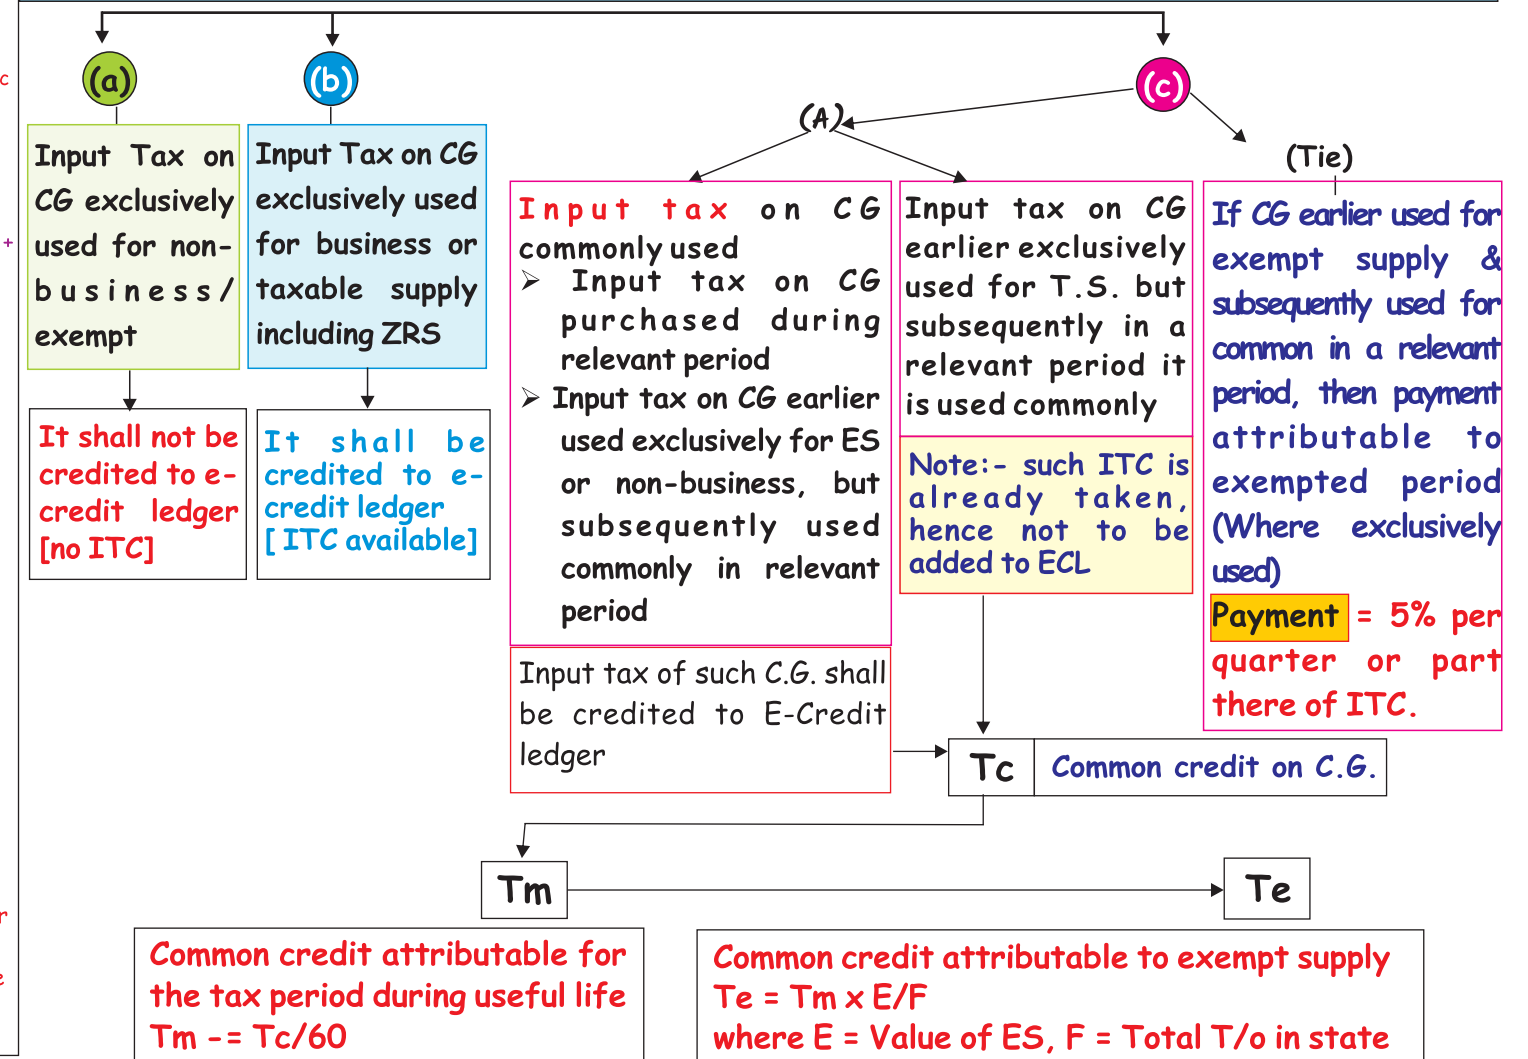 (a)
Input Tax on
CG exclusively
used for non-
business/
exempt
It shall not be
credited to e-
credit ledger
[no ITC]
(b)
Input Tax on CG
exclusively used
for business or
taxable supply
including ZRS
It shall be
credited to e-
credit ledger
[ ITC available]
(c)
(A)
Input tax on CG
commonly used
➢ Input tax on CG
purchased during
relevant period
➢ Input tax on CG earlier
used exclusively for ES
or non-business, but
subsequently used
commonly in relevant
period
Input tax of such C.G. shall
be credited to E-Credit
ledger
Input tax on CG
earlier exclusively
used for T.S. but
subsequently in a
relevant period it
is used commonly
Note:- such ITC is
already taken,
hence not to be
added to ECL
(Tie)
If CG earlier used for
exempt supply &
subsequently used for
common in a relevant
period, then payment
attributable to
exempted period
(Where exclusively
used)
Payment = 5% per
quarter or part
there of ITC.
Tc Common credit on C.G.
Tm
Te
Common credit attributable for
the tax period during useful life
Tm -= Tc/60
Common credit attributable to exempt supply
Te = Tm x E/F
where E = Value of ES, F = Total T/o in state
c
+
r
e